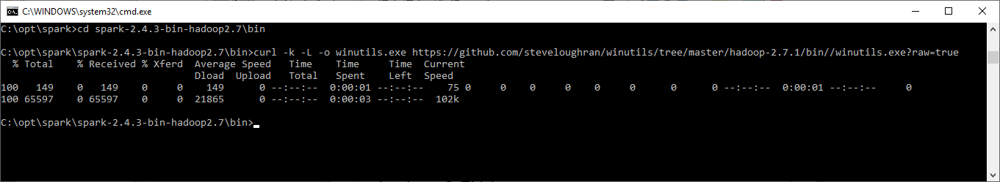 C:\WINDOWS\system32\cmd.exe
C:\opt\spark>cd spark-2.4.3-bin-hadoop2.7\bin
C:\opt\spark\spark-2.4.3-bin-hadoop2.7\bin>curl -k -L -o winutils.exe https://github.com/steveloughran/winutils/tree/master/hadoop-2.7.1/bin//winutils.exe?raw=true
% Total % Received % Xferd Average Speed Time Time Time Current
Dload Upload Total Spent Left Speed
100 149 0 149 0 0 149 0 --:--:-- 0:00:01 --:--:-- 75 0 0 0 0 0 0 0 --:--:-- 0:00:01 --:--:-- 0
100 65597 0 65597 0 0 21865 0 --:--:-- 0:00:03 --:--:-- 102k
C:\opt\spark\spark-2.4.3-bin-hadoop2.7\bin>